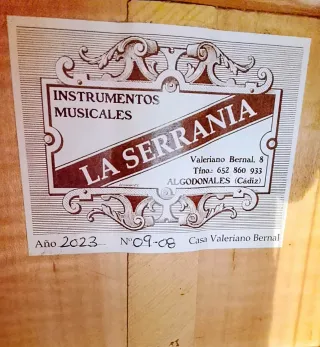 INSTRUMENTOS
MUSICALES
LA SERRANIA
Valeriano Bernal, 8
Tfno.: 652 860 933
ALGODONALES (Cádiz)
Año 2023 Nº 09-08 Casa Valeriano Bernal